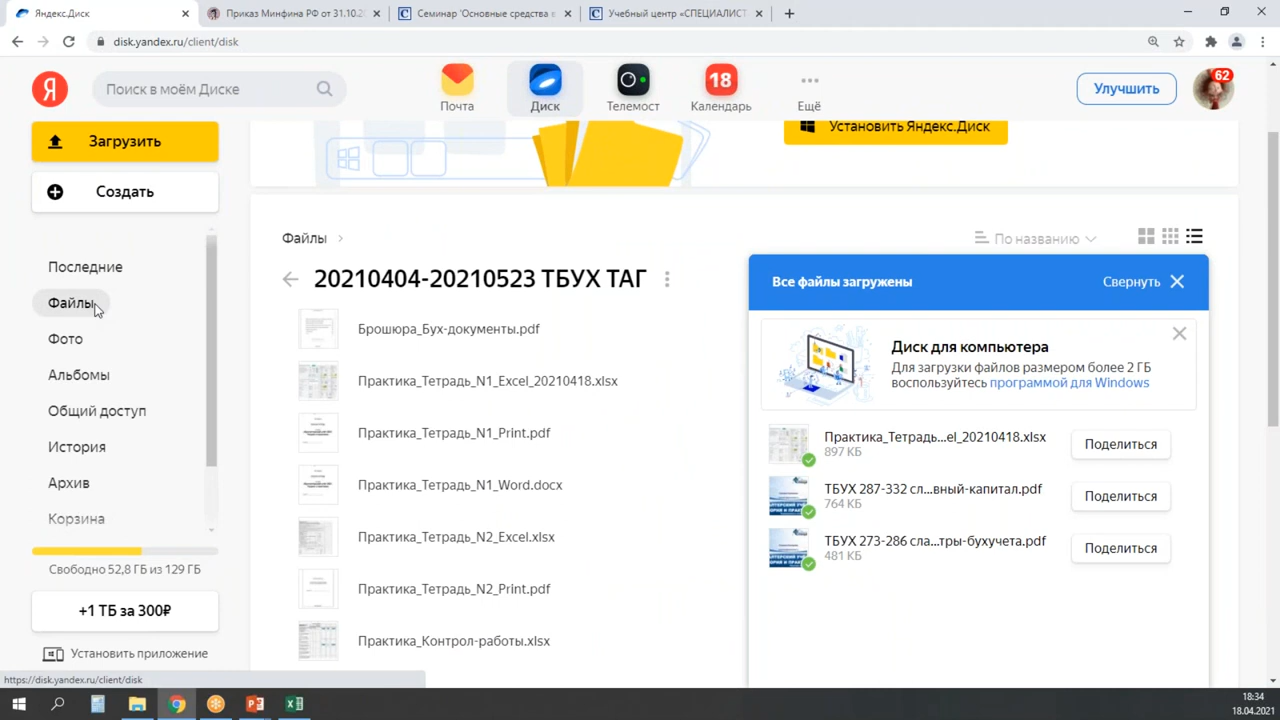 Яндекс.Диск
Приказ Минфина РФ от 31.10.20
Семинар 'Основные средства в
Учебный центр «СПЕЦИАЛИСТ
disk.yandex.ru/client/disk
Я
Поиск в моём Диске
Почта
Диск
Телемост
18
Календарь
Ещё
Улучшить
62
Загрузить
Установить Яндекс.Диск
Создать
Последние
Файлы
Фото
Альбомы
Общий доступ
История
Архив
Корзина
Свободно 52,8 ГБ из 129 ГБ
+1 ТБ за 300₽
Установить приложение
Файлы
По названию
20210404-20210523 ТБУХ ТАГ
Брошюра_Бух-документы.pdf
Практика_Тетрадь_N1_Excel_20210418.xlsx
Практика_Тетрадь_N1_Print.pdf
Практика_Тетрадь_N1_Word.docx
Практика_Тетрадь_N2_Excel.xlsx
Практика_Тетрадь_N2_Print.pdf
Практика_Контрол-работы.xlsx
Все файлы загружены
Свернуть
Диск для компьютера
Для загрузки файлов размером более 2 ГБ
воспользуйтесь программой для Windows
Практика_Тетрадь...el_20210418.xlsx
897 КБ
Поделиться
ТБУХ 287-332 сл...вный-капитал.pdf
764 КБ
Поделиться
ТБУХ 273-286 сла...тры-бухучета.pdf
481 КБ
Поделиться
https://disk.yandex.ru/client/disk
18:34
18.04.2021